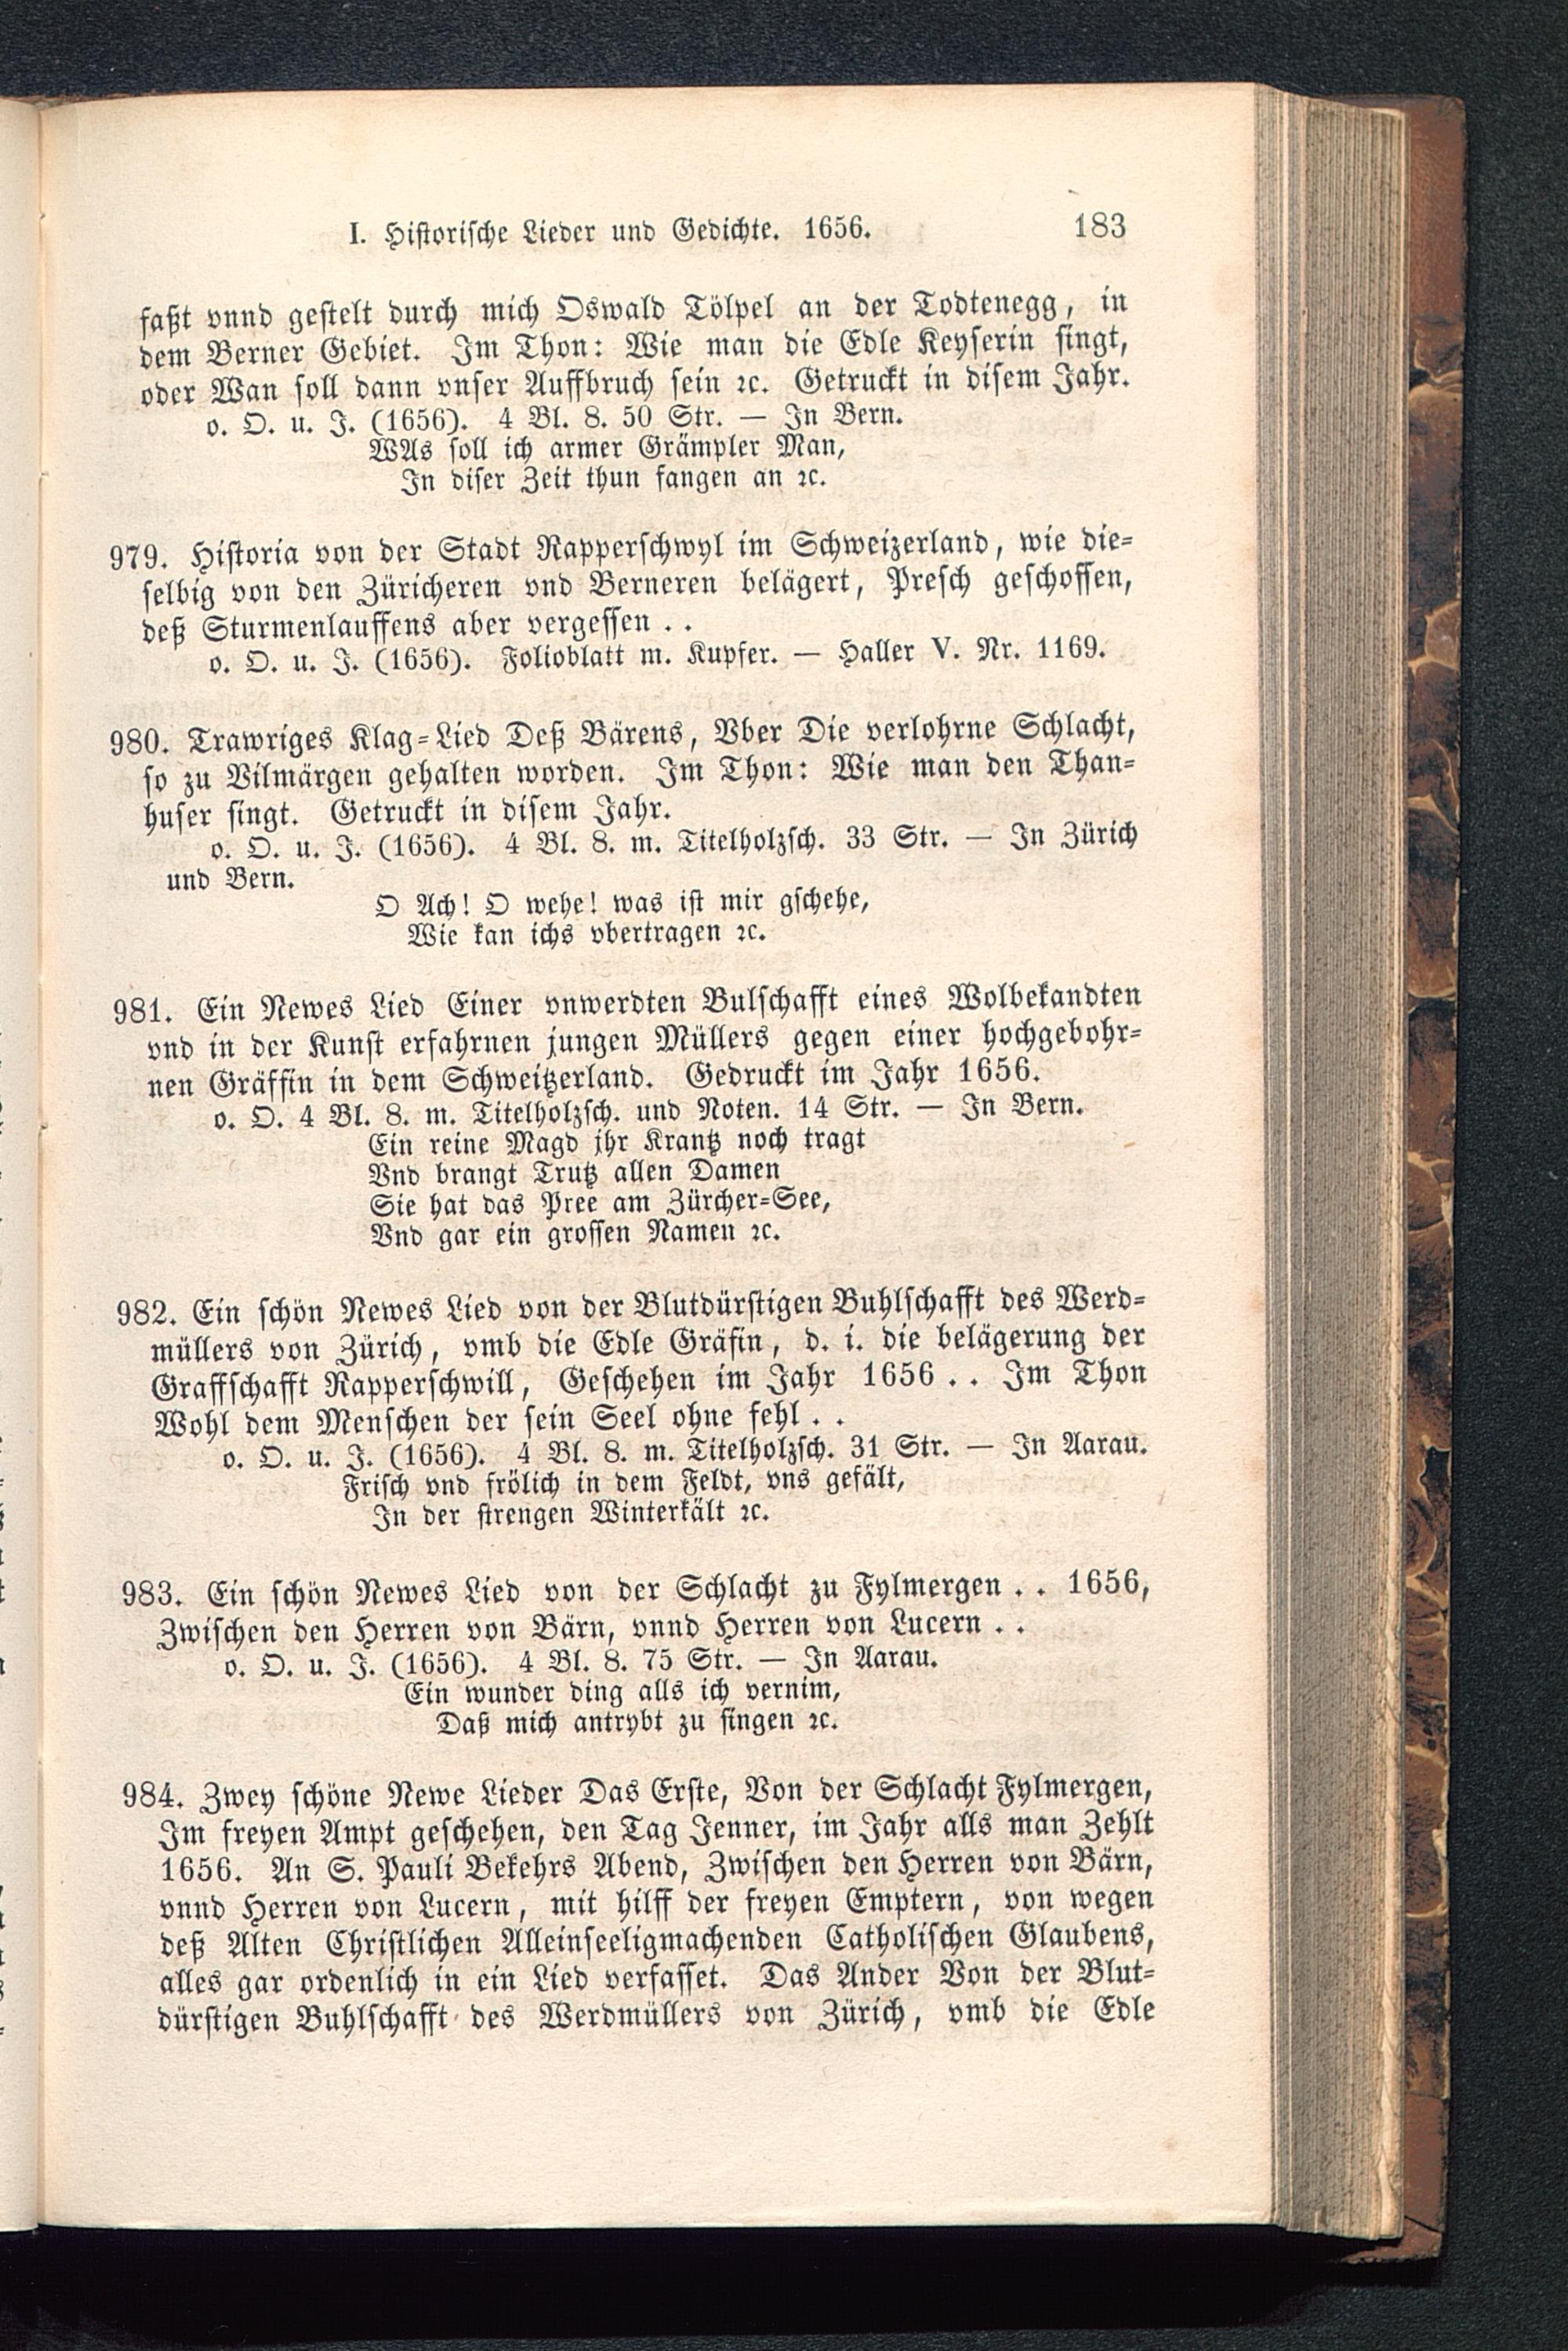 I. Historische Lieder und Gedichte. 1656. 183
faßt vnnd gestelt durch mich Oswald Tölpel an der Todtenegg, in
dem Berner Gebiet. Im Thon: Wie man die Edle Keyserin singt,
oder Wan soll dann vnser Auffbruch sein ꝛc. Getruckt in disem Jahr.
o. O. u. J. (1656). 4 Bl. 8. 50 Str. — In Bern.
WAs soll ich armer Grämpler Man,
In diser Zeit thun fangen an ꝛc.
979. Historia von der Stadt Rapperschwyl im Schweizerland, wie die-
selbig von den Züricheren vnd Berneren belägert, Presch geschossen,
deß Sturmenlauffens aber vergessen . .
o. O. u. J. (1656). Folioblatt m. Kupfer. — Haller V. Nr. 1169.
980. Trawriges Klag-Lied Deß Bärens, Vber Die verlohrne Schlacht,
so zu Vilmärgen gehalten worden. Im Thon: Wie man den Than-
huser singt. Getruckt in disem Jahr.
o. O. u. J. (1656). 4 Bl. 8. m. Titelholzsch. 33 Str. — In Zürich
und Bern.
O Ach! O wehe! was ist mir gschehe,
Wie kan ichs vbertragen ꝛc.
981. Ein Newes Lied Einer vnwerdten Bulschafft eines Wolbekandten
vnd in der Kunst erfahrnen jungen Müllers gegen einer hochgebohr-
nen Gräffin in dem Schweitzerland. Gedruckt im Jahr 1656.
o. O. 4 Bl. 8. m. Titelholzsch. und Noten. 14 Str. — In Bern.
Ein reine Magd jhr Krantz noch tragt
Vnd brangt Trutz allen Damen
Sie hat das Pree am Zürcher-See,
Vnd gar ein grossen Namen ꝛc.
982. Ein schön Newes Lied von der Blutdürstigen Buhlschafft des Werd-
müllers von Zürich, vmb die Edle Gräfin, d. i. die belägerung der
Graffschafft Rapperschwill, Geschehen im Jahr 1656 . . Im Thon
Wohl dem Menschen der sein Seel ohne fehl . .
o. O. u. J. (1656). 4 Bl. 8. m. Titelholzsch. 31 Str. — In Aarau.
Frisch vnd frölich in dem Feldt, vns gefält,
In der strengen Winterkält ꝛc.
983. Ein schön Newes Lied von der Schlacht zu Fylmergen . . 1656,
Zwischen den Herren von Bärn, vnnd Herren von Lucern . .
o. O. u. J. (1656). 4 Bl. 8. 75 Str. — In Aarau.
Ein wunder ding alls ich vernim,
Daß mich antrybt zu singen ꝛc.
984. Zwey schöne Newe Lieder Das Erste, Von der Schlacht Fylmergen,
Im freyen Ampt geschehen, den Tag Jenner, im Jahr alls man Zehlt
1656. An S. Pauli Bekehrs Abend, Zwischen den Herren von Bärn,
vnnd Herren von Lucern, mit hilff der freyen Emptern, von wegen
deß Alten Christlichen Alleinseeligmachenden Catholischen Glaubens,
alles gar ordenlich in ein Lied verfasset. Das Ander Von der Blut-
dürstigen Buhlschafft des Werdmüllers von Zürich, vmb die Edle